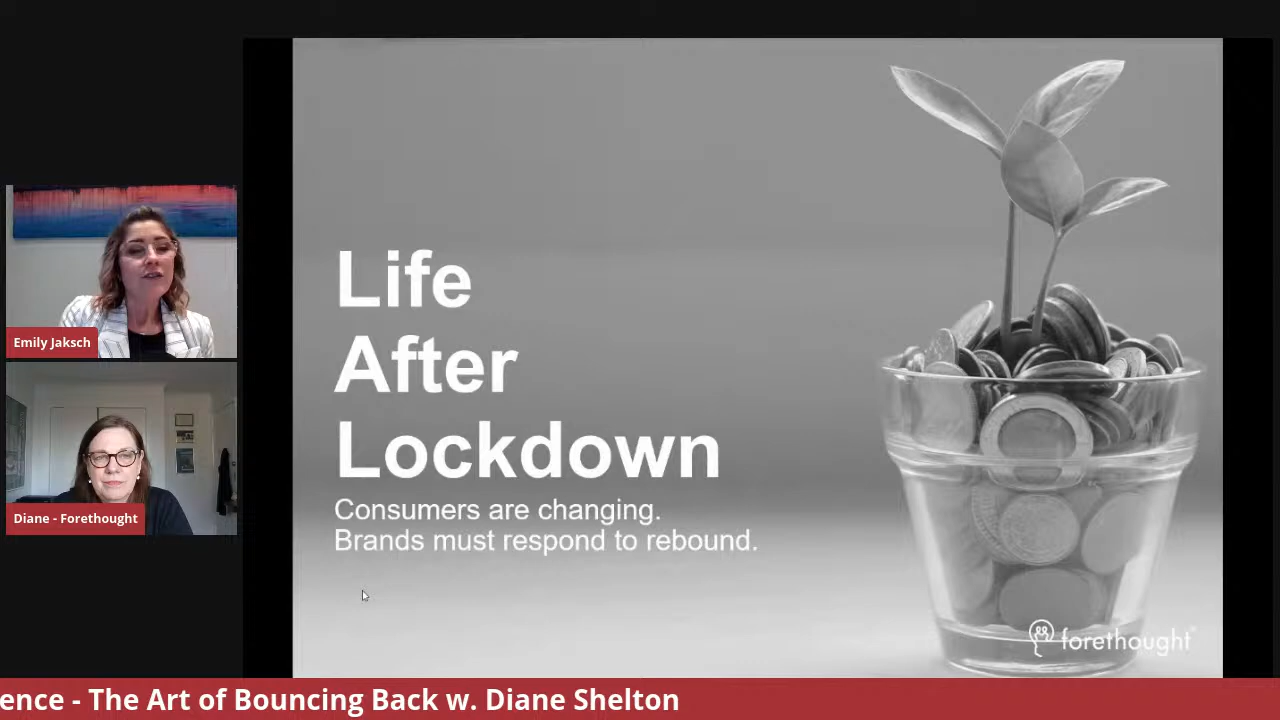 Life
After
Lockdown
Consumers are changing.
Brands must respond to rebound.
Emily Jaksch
Diane - Forethought
forethought
ence - The Art of Bouncing Back w. Diane Shelton